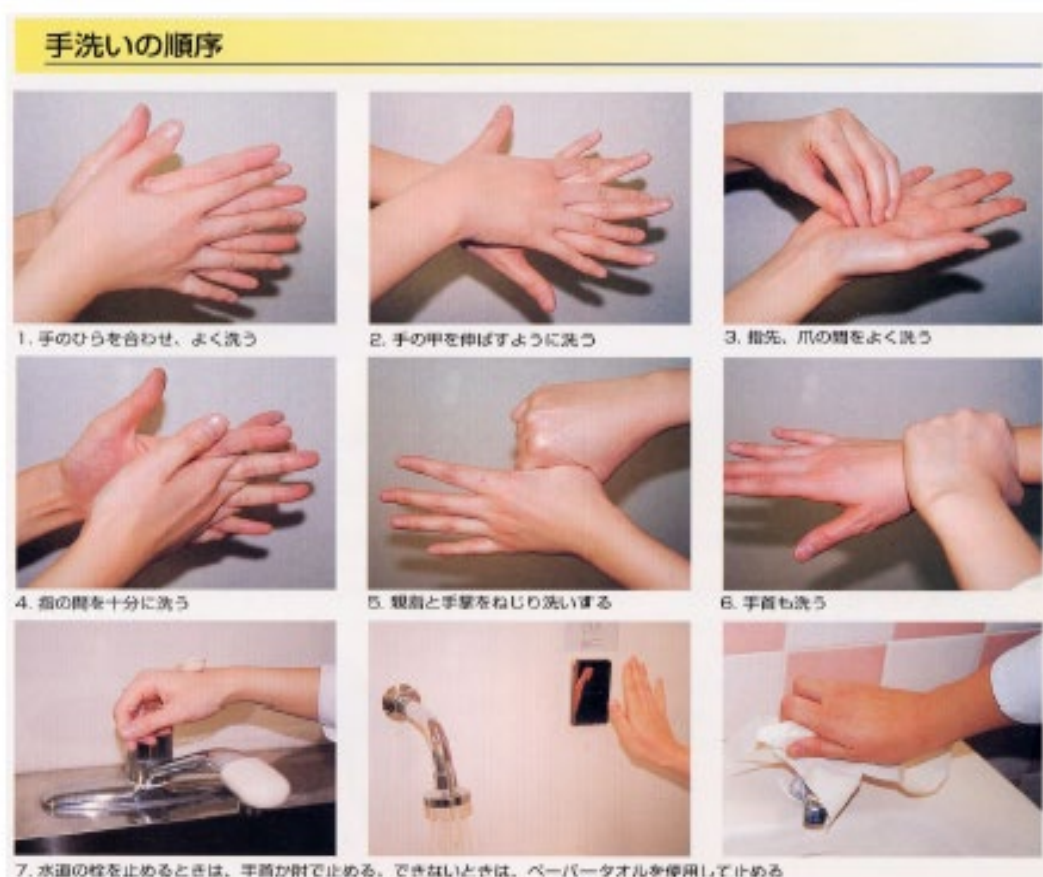 手洗いの順序
1. 手のひらを合わせ、よく洗う
2. 手の甲を伸ばすように洗う
3. 指先、爪の間をよく洗う
4. 指の間を十分に洗う
5. 親指と手掌をねじり洗いする
6. 手首も洗う
7. 水道の栓を止めるときは、手首か肘で止める。できないときは、ペーパータオルを使用して止める